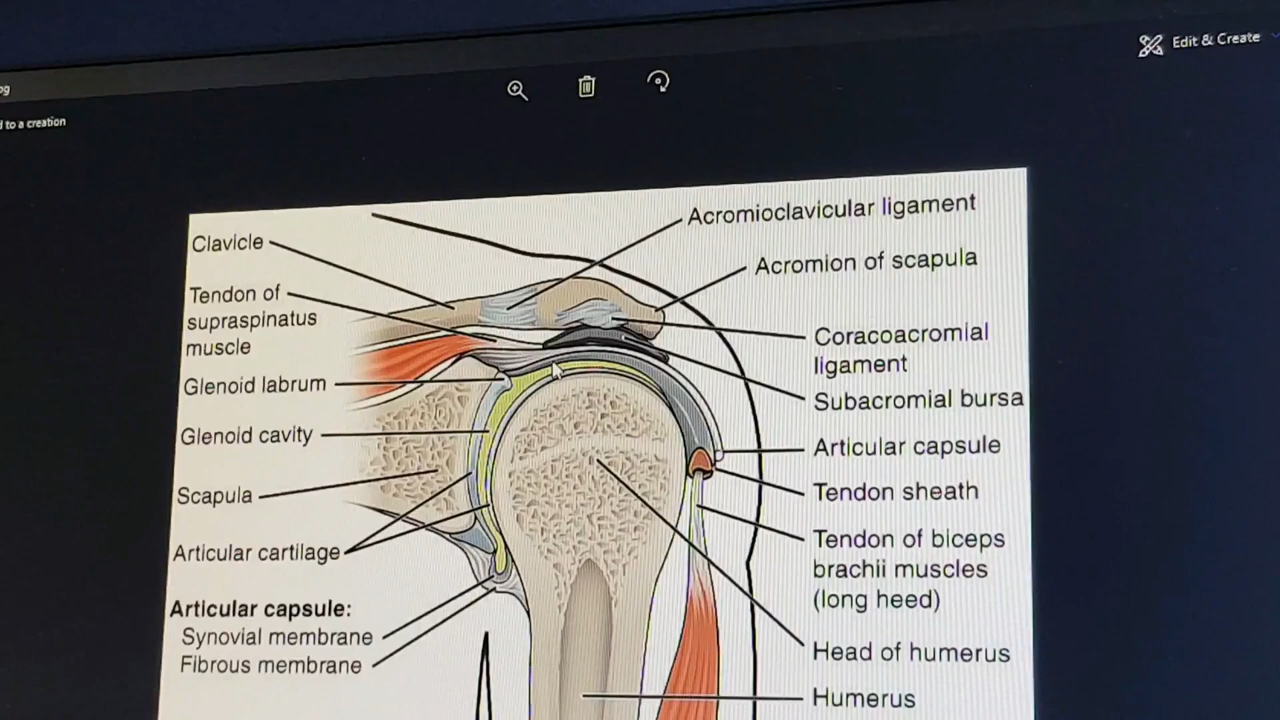 og
d to a creation
Edit & Create
Clavicle
Tendon of
supraspinatus
muscle
Glenoid labrum
Glenoid cavity
Scapula
Articular cartilage
Articular capsule:
Synovial membrane
Fibrous membrane
Acromioclavicular ligament
Acromion of scapula
Coracoacromial
ligament
Subacromial bursa
Articular capsule
Tendon sheath
Tendon of biceps
brachii muscles
(long heed)
Head of humerus
Humerus